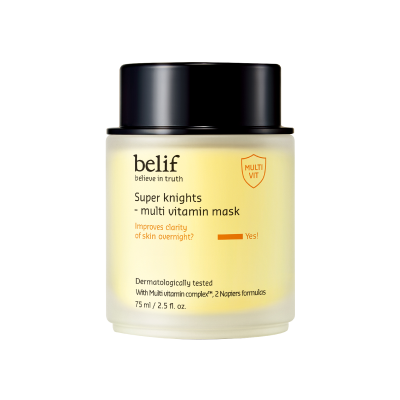 belif
believe in truth
MULTI
VIT
Super knights
- multi vitamin mask
Improves clarity
of skin overnight?
Yes!
Dermatologically tested
With Multi vitamin complex™, 2 Napiers formulas
75 ml / 2.5 fl. oz.